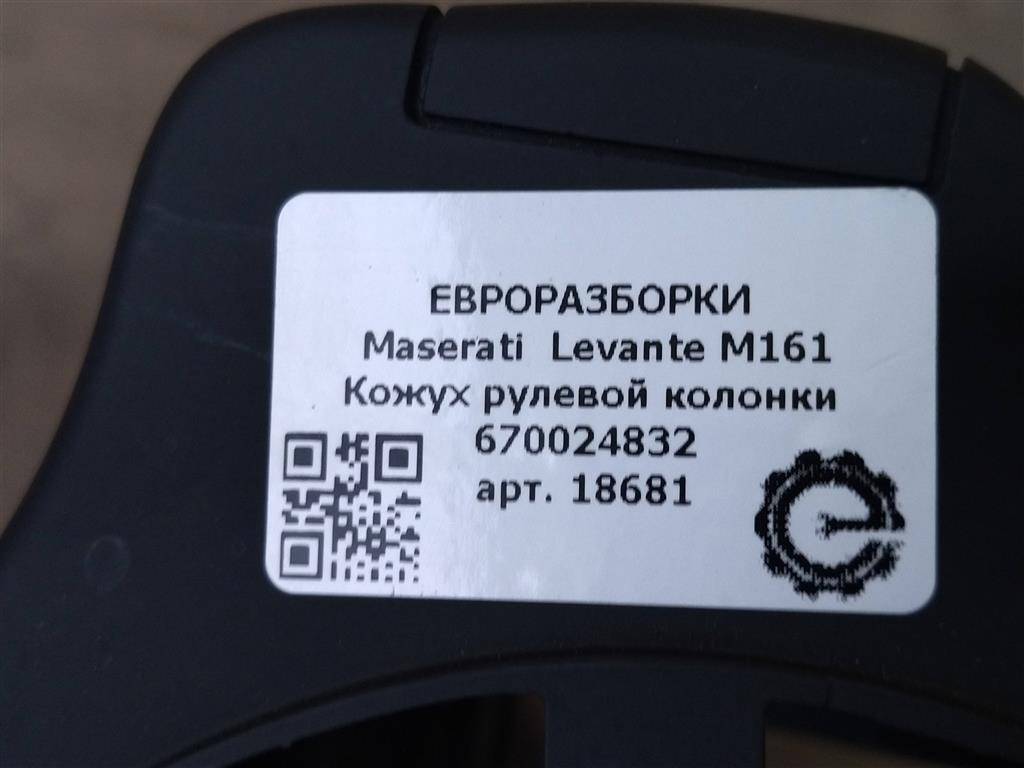 ЕВРОРАЗБОРКИ
Maserati Levante M161
Кожух рулевой колонки
670024832
арт. 18681